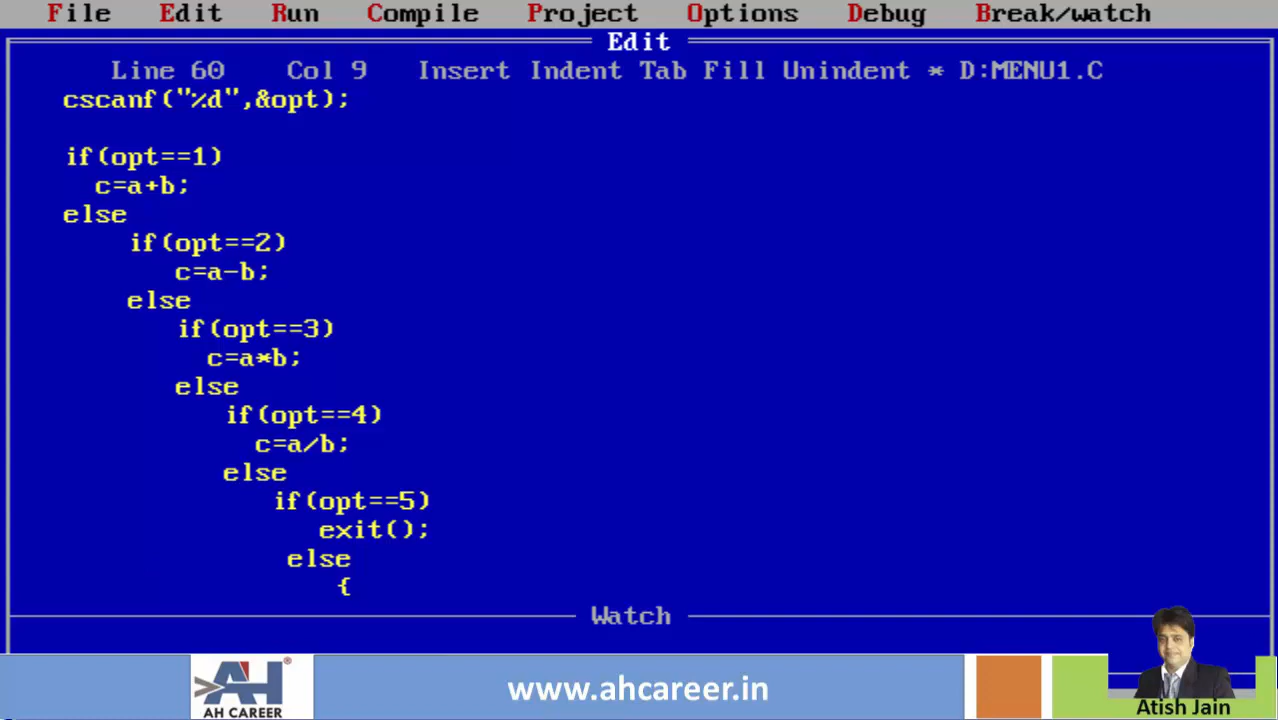 File Edit Run Compile Project Options Debug Break/watch
Edit
Line 60 Col 9 Insert Indent Tab Fill Unindent * D:MENU1.C
cscanf("%d",&opt);
if(opt==1)
c=a+b;
else
if(opt==2)
c=a-b;
else
if(opt==3)
c=a*b;
else
if(opt==4)
c=a/b;
else
if(opt==5)
exit();
else
{
Watch
AH ®
AH CAREER
www.ahcareer.in
Atish Jain